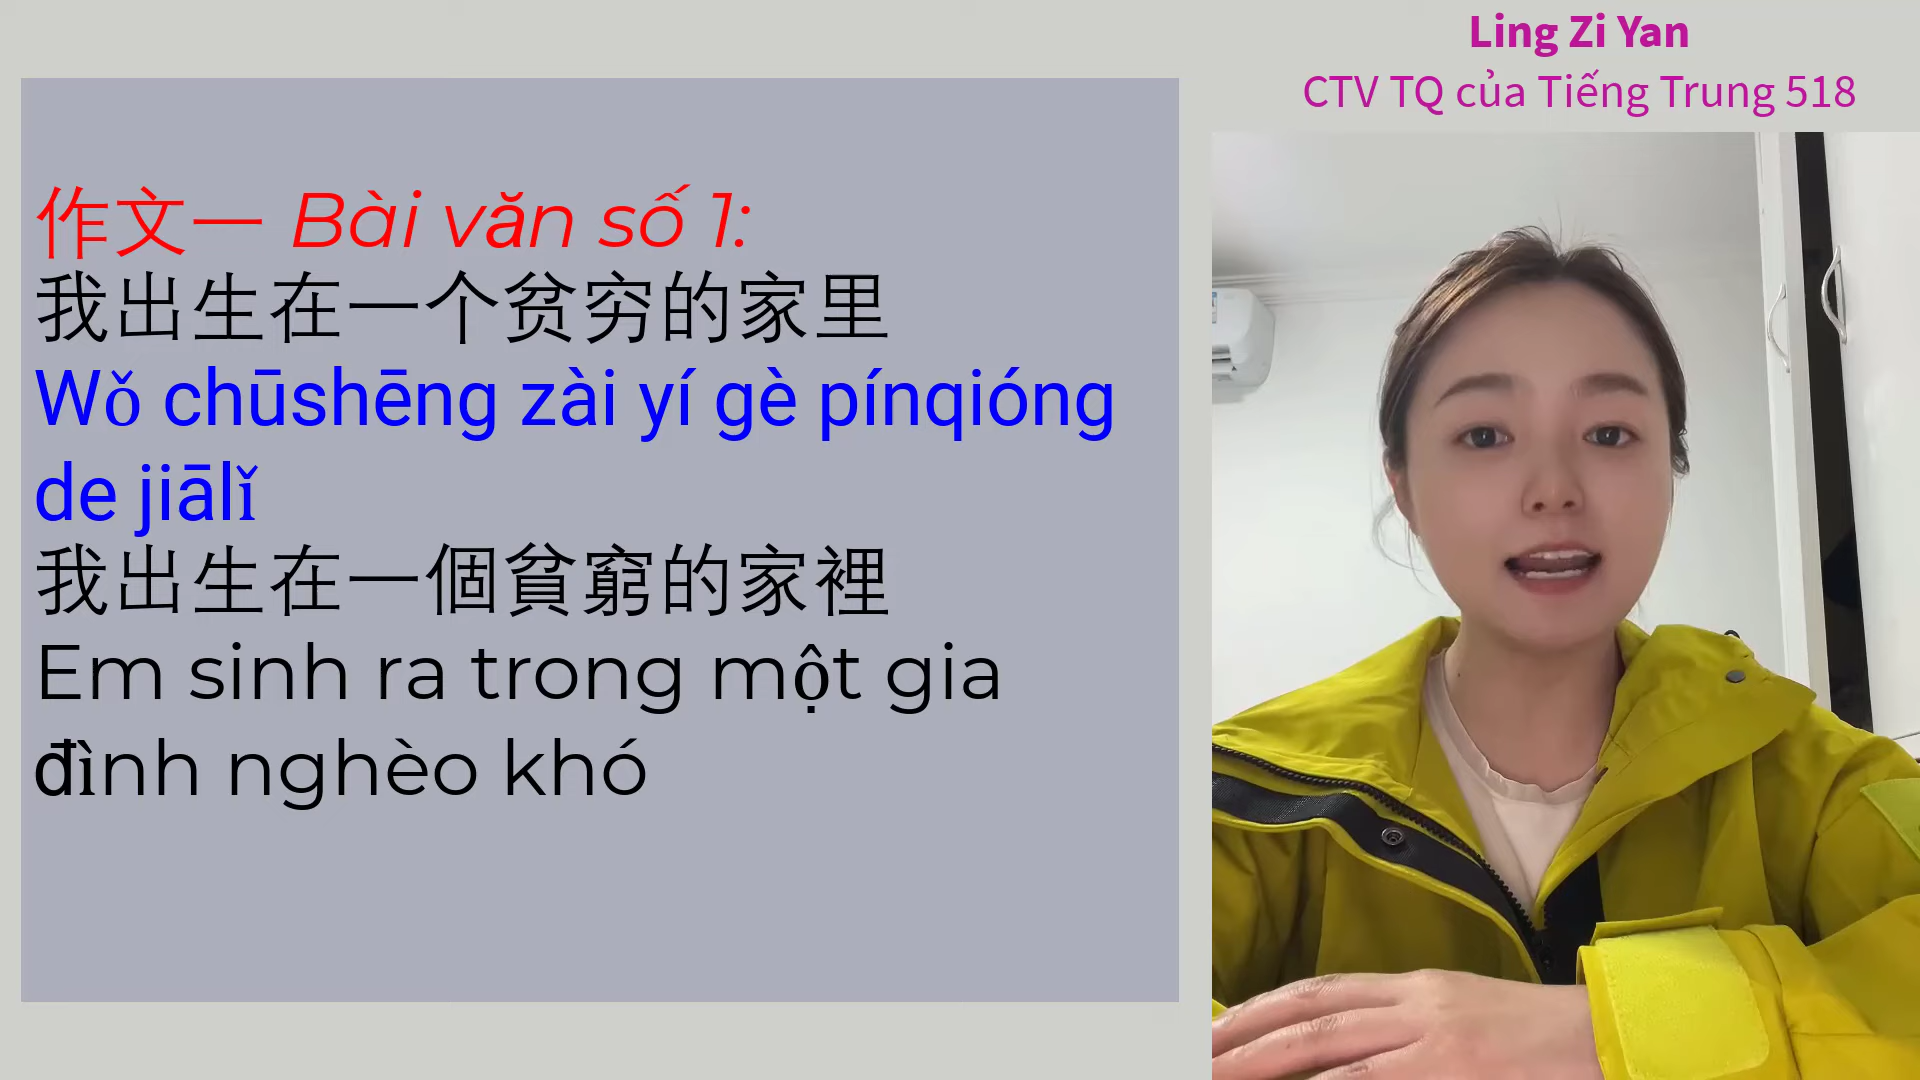 Ling Zi Yan
CTV TQ của Tiếng Trung 518
作文一 Bài văn số 1:
我出生在一个贫穷的家里
Wǒ chūshēng zài yí gè pínqióng
de jiālǐ
我出生在一個貧窮的家裡
Em sinh ra trong một gia
đình nghèo khó